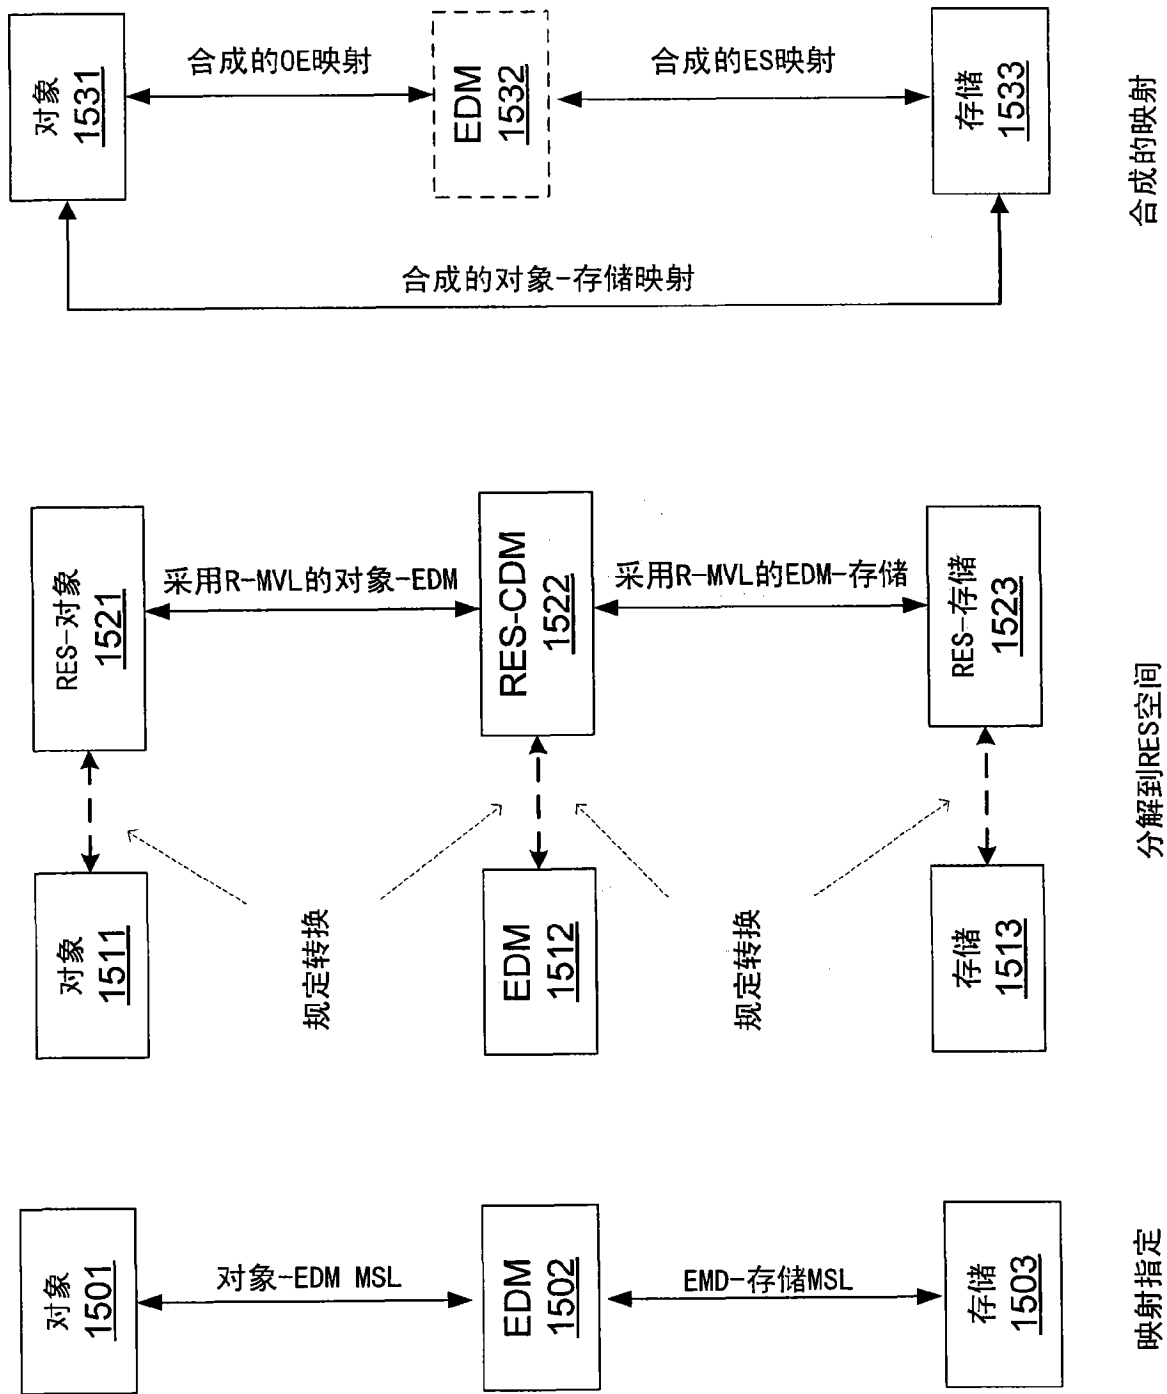 对象
1531
合成的OE映射
EDM
1532
合成的ES映射
存储
1533
合成的对象-存储映射
合成的映射
RES-对象
1521
采用R-MVL的对象-EDM
RES-CDM
1522
采用R-MVL的EDM-存储
RES-存储
1523
对象
1511
规定转换
EDM
1512
规定转换
存储
1513
分解到RES空间
对象
1501
对象-EDM MSL
EDM
1502
EMD-存储MSL
存储
1503
映射指定